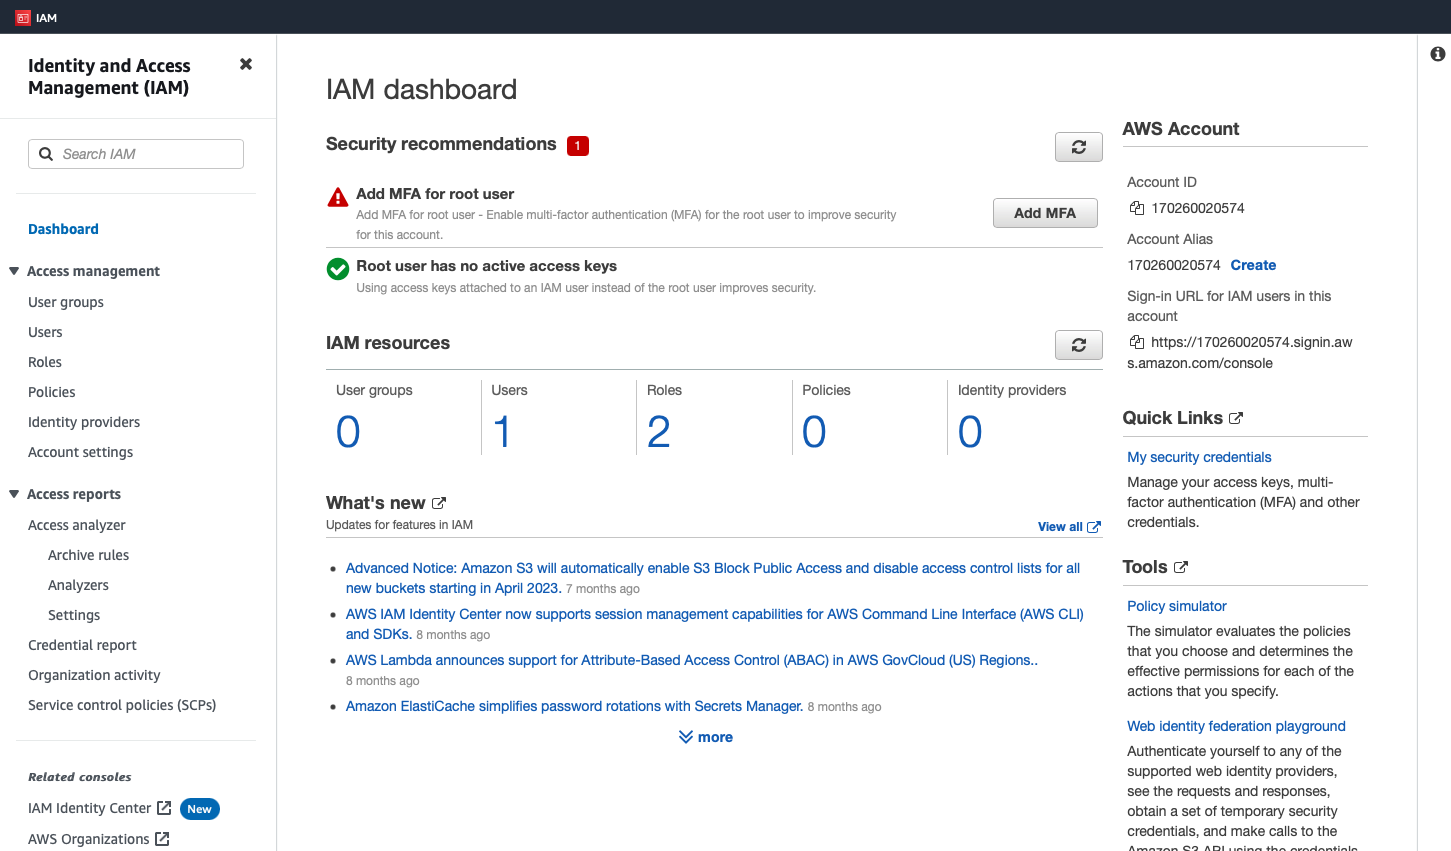 IAM
Identity and Access
Management (IAM)
Search IAM
Dashboard
Access management
User groups
Users
Roles
Policies
Identity providers
Account settings
Access reports
Access analyzer
Archive rules
Analyzers
Settings
Credential report
Organization activity
Service control policies (SCPs)
Related consoles
IAM Identity Center New
AWS Organizations
IAM dashboard
Security recommendations 1
Add MFA for root user
Add MFA for root user - Enable multi-factor authentication (MFA) for the root user to improve security
for this account.
Add MFA
Root user has no active access keys
Using access keys attached to an IAM user instead of the root user improves security.
IAM resources
User groups
0
Users
1
Roles
2
Policies
0
Identity providers
0
What's new
Updates for features in IAM
View all
Advanced Notice: Amazon S3 will automatically enable S3 Block Public Access and disable access control lists for all
new buckets starting in April 2023. 7 months ago
AWS IAM Identity Center now supports session management capabilities for AWS Command Line Interface (AWS CLI)
and SDKs. 8 months ago
AWS Lambda announces support for Attribute-Based Access Control (ABAC) in AWS GovCloud (US) Regions..
8 months ago
Amazon ElastiCache simplifies password rotations with Secrets Manager. 8 months ago
more
AWS Account
Account ID
170260020574
Account Alias
170260020574 Create
Sign-in URL for IAM users in this
account
https://170260020574.signin.aw
s.amazon.com/console
Quick Links
My security credentials
Manage your access keys, multi-
factor authentication (MFA) and other
credentials.
Tools
Policy simulator
The simulator evaluates the policies
that you choose and determines the
effective permissions for each of the
actions that you specify.
Web identity federation playground
Authenticate yourself to any of the
supported web identity providers,
see the requests and responses,
obtain a set of temporary security
credentials, and make calls to the
Amazon S3 API using the credentials